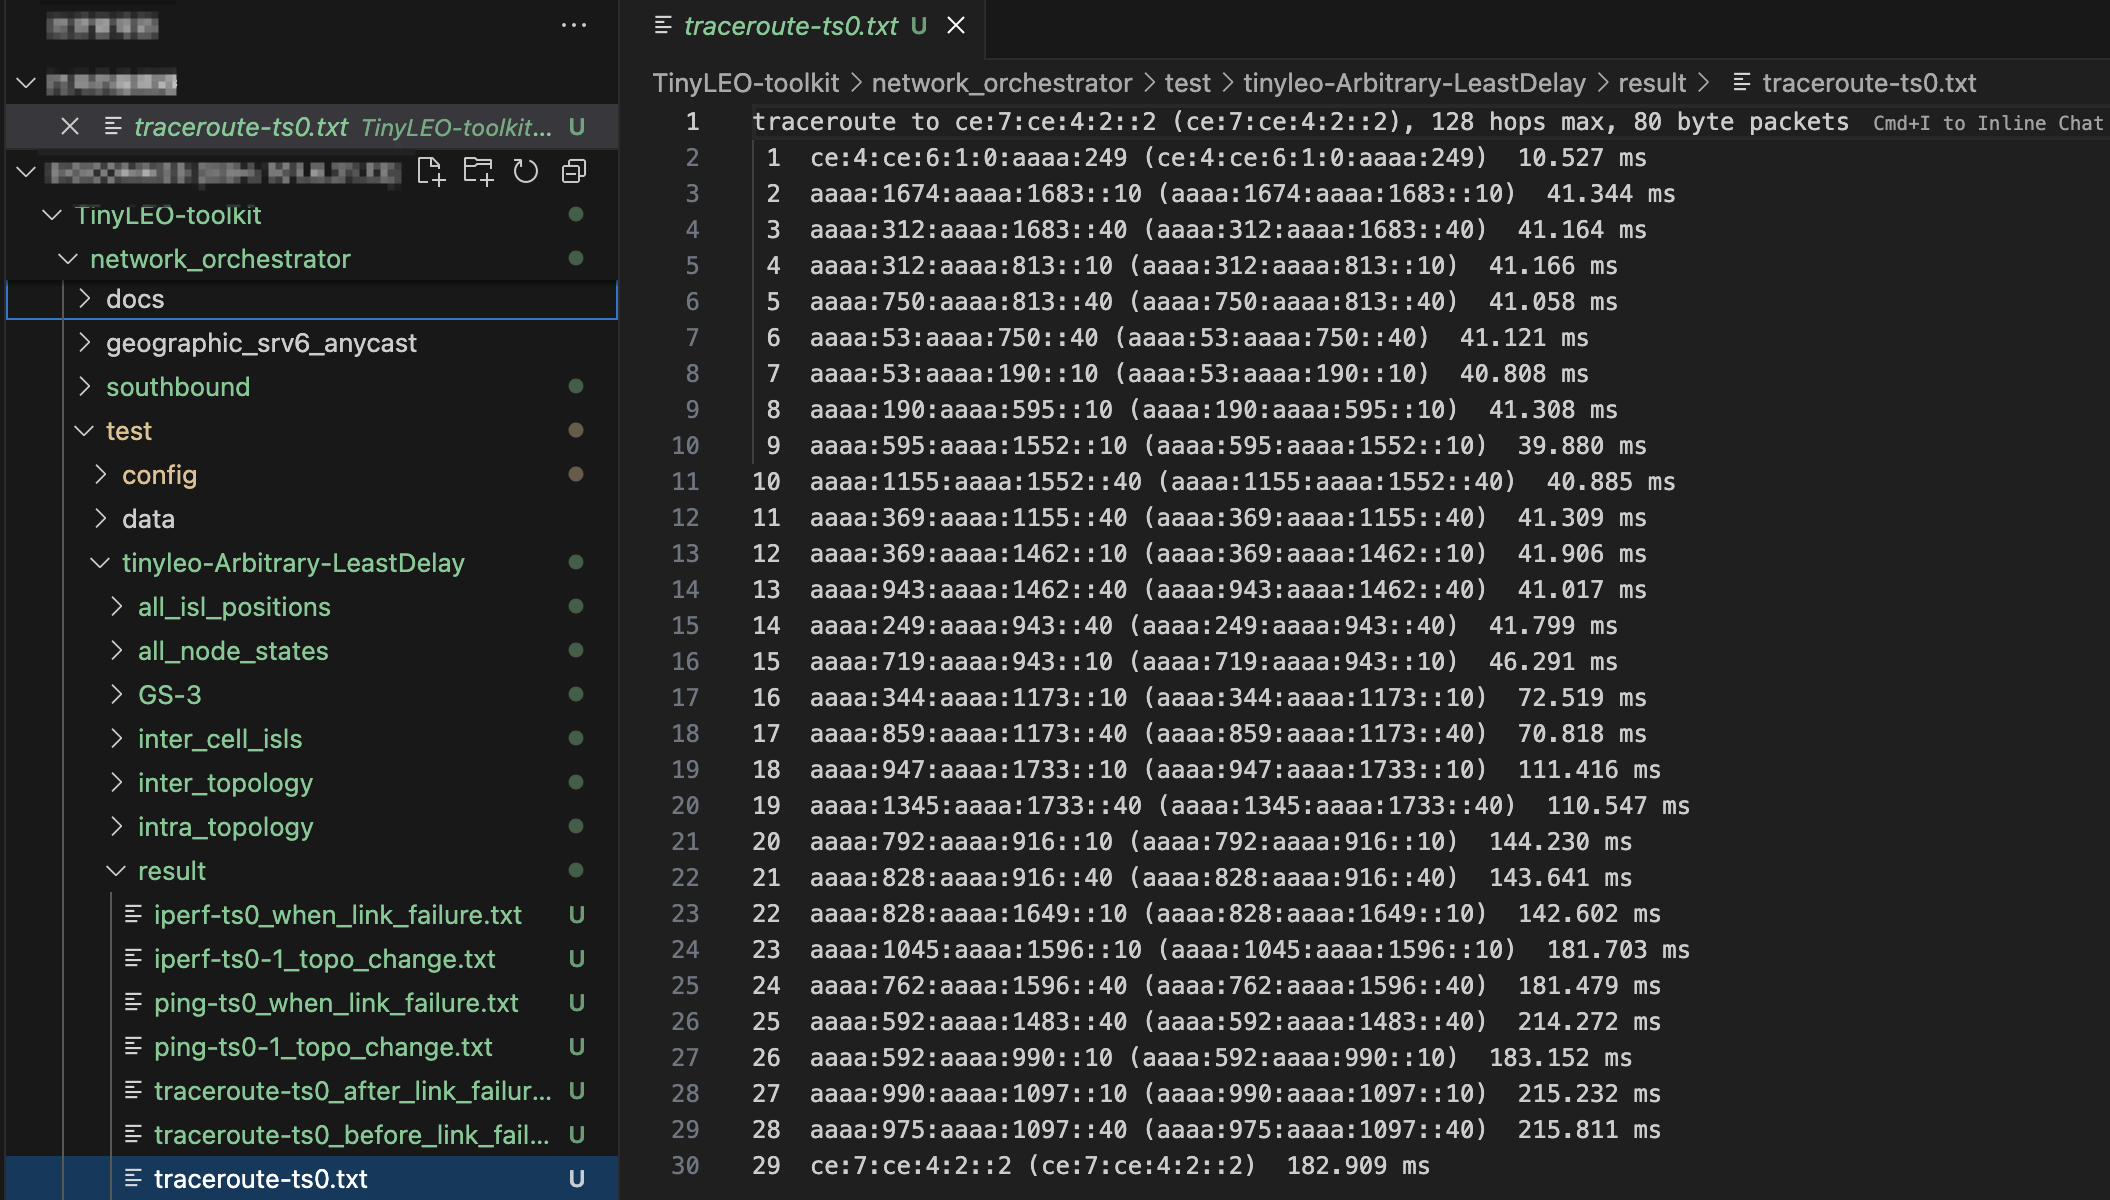 ...
traceroute-ts0.txt TinyLEO-toolkit... U
TinyLEO-toolkit
network_orchestrator
docs
geographic_srv6_anycast
southbound
test
config
data
tinyleo-Arbitrary-LeastDelay
all_isl_positions
all_node_states
GS-3
inter_cell_isls
inter_topology
intra_topology
result
iperf-ts0_when_link_failure.txt U
iperf-ts0-1_topo_change.txt U
ping-ts0_when_link_failure.txt U
ping-ts0-1_topo_change.txt U
traceroute-ts0_after_link_failur... U
traceroute-ts0_before_link_fail... U
traceroute-ts0.txt U
traceroute-ts0.txt U
TinyLEO-toolkit > network_orchestrator > test > tinyleo-Arbitrary-LeastDelay > result > traceroute-ts0.txt
1 traceroute to ce:7:ce:4:2::2 (ce:7:ce:4:2::2), 128 hops max, 80 byte packets Cmd+I to Inline Chat
2 1 ce:4:ce:6:1:0:aaaa:249 (ce:4:ce:6:1:0:aaaa:249) 10.527 ms
3 2 aaaa:1674:aaaa:1683::10 (aaaa:1674:aaaa:1683::10) 41.344 ms
4 3 aaaa:312:aaaa:1683::40 (aaaa:312:aaaa:1683::40) 41.164 ms
5 4 aaaa:312:aaaa:813::10 (aaaa:312:aaaa:813::10) 41.166 ms
6 5 aaaa:750:aaaa:813::40 (aaaa:750:aaaa:813::40) 41.058 ms
7 6 aaaa:53:aaaa:750::40 (aaaa:53:aaaa:750::40) 41.121 ms
8 7 aaaa:53:aaaa:190::10 (aaaa:53:aaaa:190::10) 40.808 ms
9 8 aaaa:190:aaaa:595::10 (aaaa:190:aaaa:595::10) 41.308 ms
10 9 aaaa:595:aaaa:1552::10 (aaaa:595:aaaa:1552::10) 39.880 ms
11 10 aaaa:1155:aaaa:1552::40 (aaaa:1155:aaaa:1552::40) 40.885 ms
12 11 aaaa:369:aaaa:1155::40 (aaaa:369:aaaa:1155::40) 41.309 ms
13 12 aaaa:369:aaaa:1462::10 (aaaa:369:aaaa:1462::10) 41.906 ms
14 13 aaaa:943:aaaa:1462::40 (aaaa:943:aaaa:1462::40) 41.017 ms
15 14 aaaa:249:aaaa:943::40 (aaaa:249:aaaa:943::40) 41.799 ms
16 15 aaaa:719:aaaa:943::10 (aaaa:719:aaaa:943::10) 46.291 ms
17 16 aaaa:344:aaaa:1173::10 (aaaa:344:aaaa:1173::10) 72.519 ms
18 17 aaaa:859:aaaa:1173::40 (aaaa:859:aaaa:1173::40) 70.818 ms
19 18 aaaa:947:aaaa:1733::10 (aaaa:947:aaaa:1733::10) 111.416 ms
20 19 aaaa:1345:aaaa:1733::40 (aaaa:1345:aaaa:1733::40) 110.547 ms
21 20 aaaa:792:aaaa:916::10 (aaaa:792:aaaa:916::10) 144.230 ms
22 21 aaaa:828:aaaa:916::40 (aaaa:828:aaaa:916::40) 143.641 ms
23 22 aaaa:828:aaaa:1649::10 (aaaa:828:aaaa:1649::10) 142.602 ms
24 23 aaaa:1045:aaaa:1596::10 (aaaa:1045:aaaa:1596::10) 181.703 ms
25 24 aaaa:762:aaaa:1596::40 (aaaa:762:aaaa:1596::40) 181.479 ms
26 25 aaaa:592:aaaa:1483::40 (aaaa:592:aaaa:1483::40) 214.272 ms
27 26 aaaa:592:aaaa:990::10 (aaaa:592:aaaa:990::10) 183.152 ms
28 27 aaaa:990:aaaa:1097::10 (aaaa:990:aaaa:1097::10) 215.232 ms
29 28 aaaa:975:aaaa:1097::40 (aaaa:975:aaaa:1097::40) 215.811 ms
30 29 ce:7:ce:4:2::2 (ce:7:ce:4:2::2) 182.909 ms